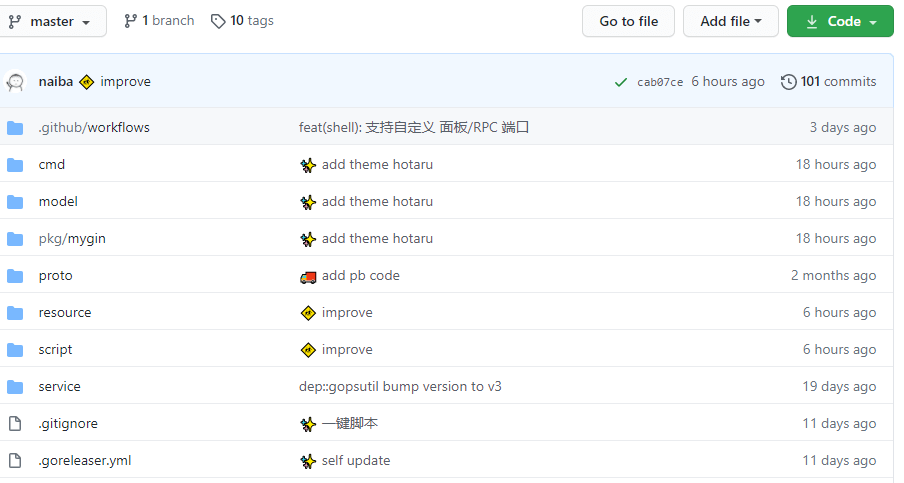 master 1 branch 10 tags Go to file Add file Code
naiba improve cab07ce 6 hours ago 101 commits
.github/workflows feat(shell): 支持自定义 面板/RPC 端口 3 days ago
cmd add theme hotaru 18 hours ago
model add theme hotaru 18 hours ago
pkg/mygin add theme hotaru 18 hours ago
proto add pb code 2 months ago
resource improve 6 hours ago
script improve 6 hours ago
service dep::gopsutil bump version to v3 19 days ago
.gitignore 一键脚本 11 days ago
.goreleaser.yml self update 11 days ago